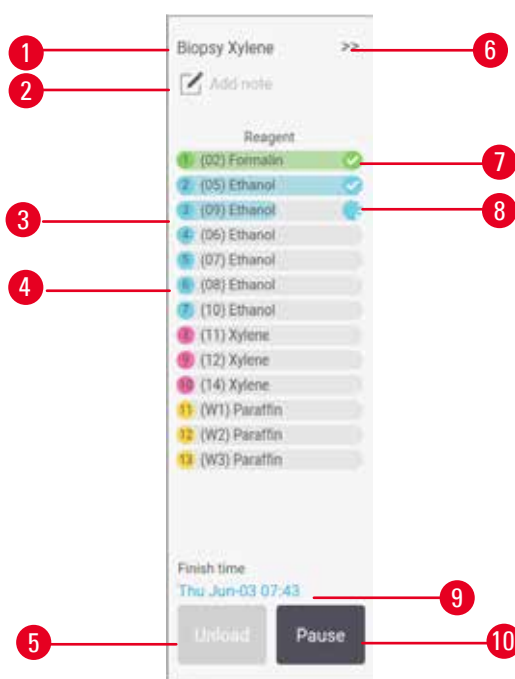 1 Biopsy Xylene >> 6
2 Add note
Reagent
1 (02) Formalin 7
2 (05) Ethanol
3 (09) Ethanol 8
3
4 (06) Ethanol
5 (07) Ethanol
4 6 (08) Ethanol
7 (10) Ethanol
8 (11) Xylene
9 (12) Xylene
10 (14) Xylene
11 (W1) Paraffin
12 (W2) Paraffin
13 (W3) Paraffin
Finish time
Thu Jun-03 07:43 9
5 Unload Pause 10